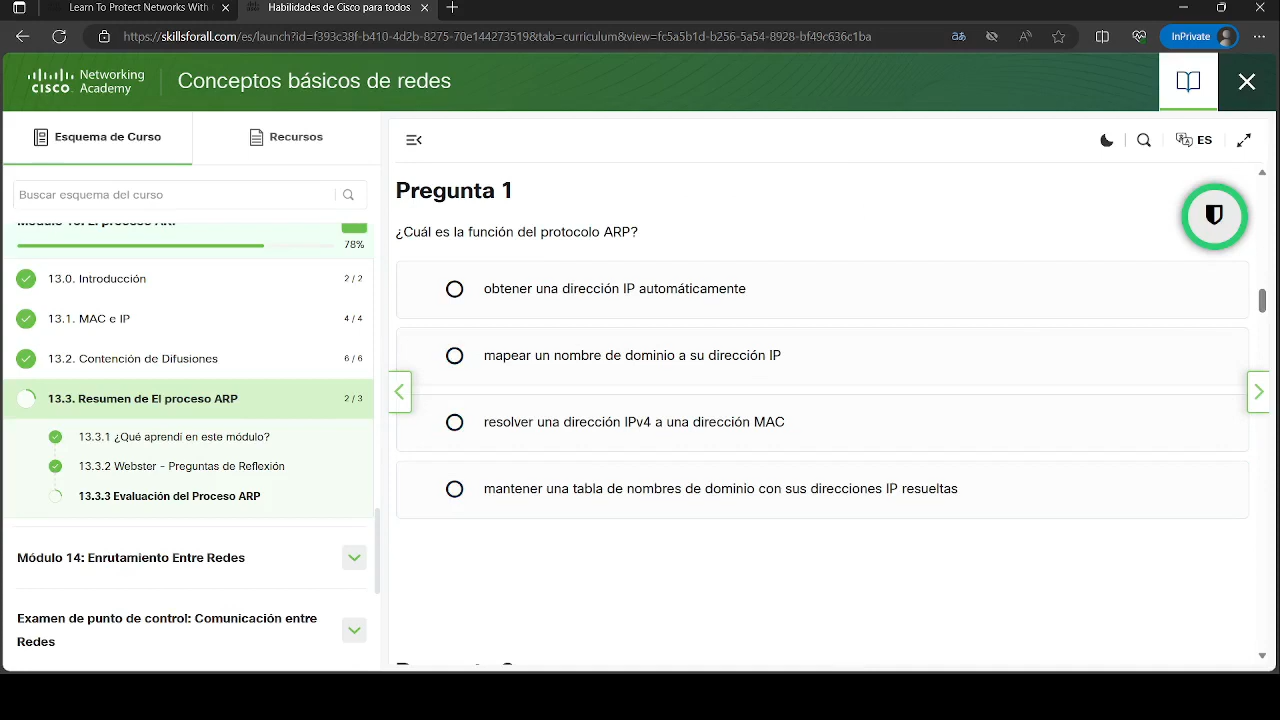 Learn To Protect Networks With
Habilidades de Cisco para todos
https://skillsforall.com/es/launch?id=f393c38f-b410-4d2b-8275-70e144273519&tab=curriculum&view=fc5a5b1d-b256-5a54-8928-bf49c636c1ba
InPrivate
Networking
CISCO Academy
Conceptos básicos de redes
Esquema de Curso
Recursos
ES
Buscar esquema del curso
Módulo 13: El proceso ARP
78%
13.0. Introducción
2 / 2
13.1. MAC e IP
4 / 4
13.2. Contención de Difusiones
6 / 6
13.3. Resumen de El proceso ARP
2 / 3
13.3.1 ¿Qué aprendí en este módulo?
13.3.2 Webster - Preguntas de Reflexión
13.3.3 Evaluación del Proceso ARP
Módulo 14: Enrutamiento Entre Redes
Examen de punto de control: Comunicación entre
Redes
Pregunta 1
¿Cuál es la función del protocolo ARP?
obtener una dirección IP automáticamente
mapear un nombre de dominio a su dirección IP
resolver una dirección IPv4 a una dirección MAC
mantener una tabla de nombres de dominio con sus direcciones IP resueltas